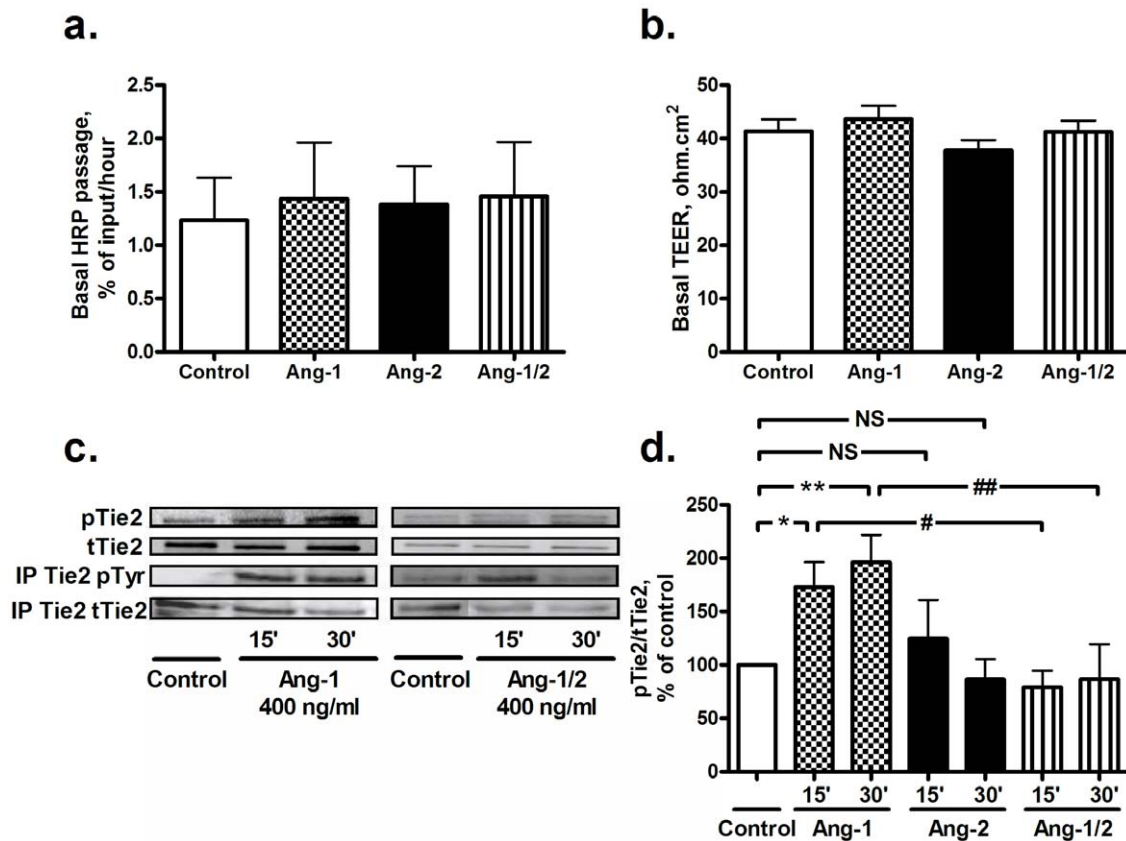 a.
Basal HRP passage,
% of input/hour
2.5
2.0
1.5
1.0
0.5
0.0
Control Ang-1 Ang-2 Ang-1/2
b.
Basal TEER, ohm.cm²
50
40
30
20
10
0
Control Ang-1 Ang-2 Ang-1/2
c.
pTie2
tTie2
IP Tie2 pTyr
IP Tie2 tTie2
15' 30' 15' 30'
Control Ang-1 Control Ang-1/2
400 ng/ml 400 ng/ml
d.
NS
NS
** ##
* #
pTie2/tTie2,
% of control
250
200
150
100
50
0
15' 30' 15' 30' 15' 30'
Control Ang-1 Ang-2 Ang-1/2